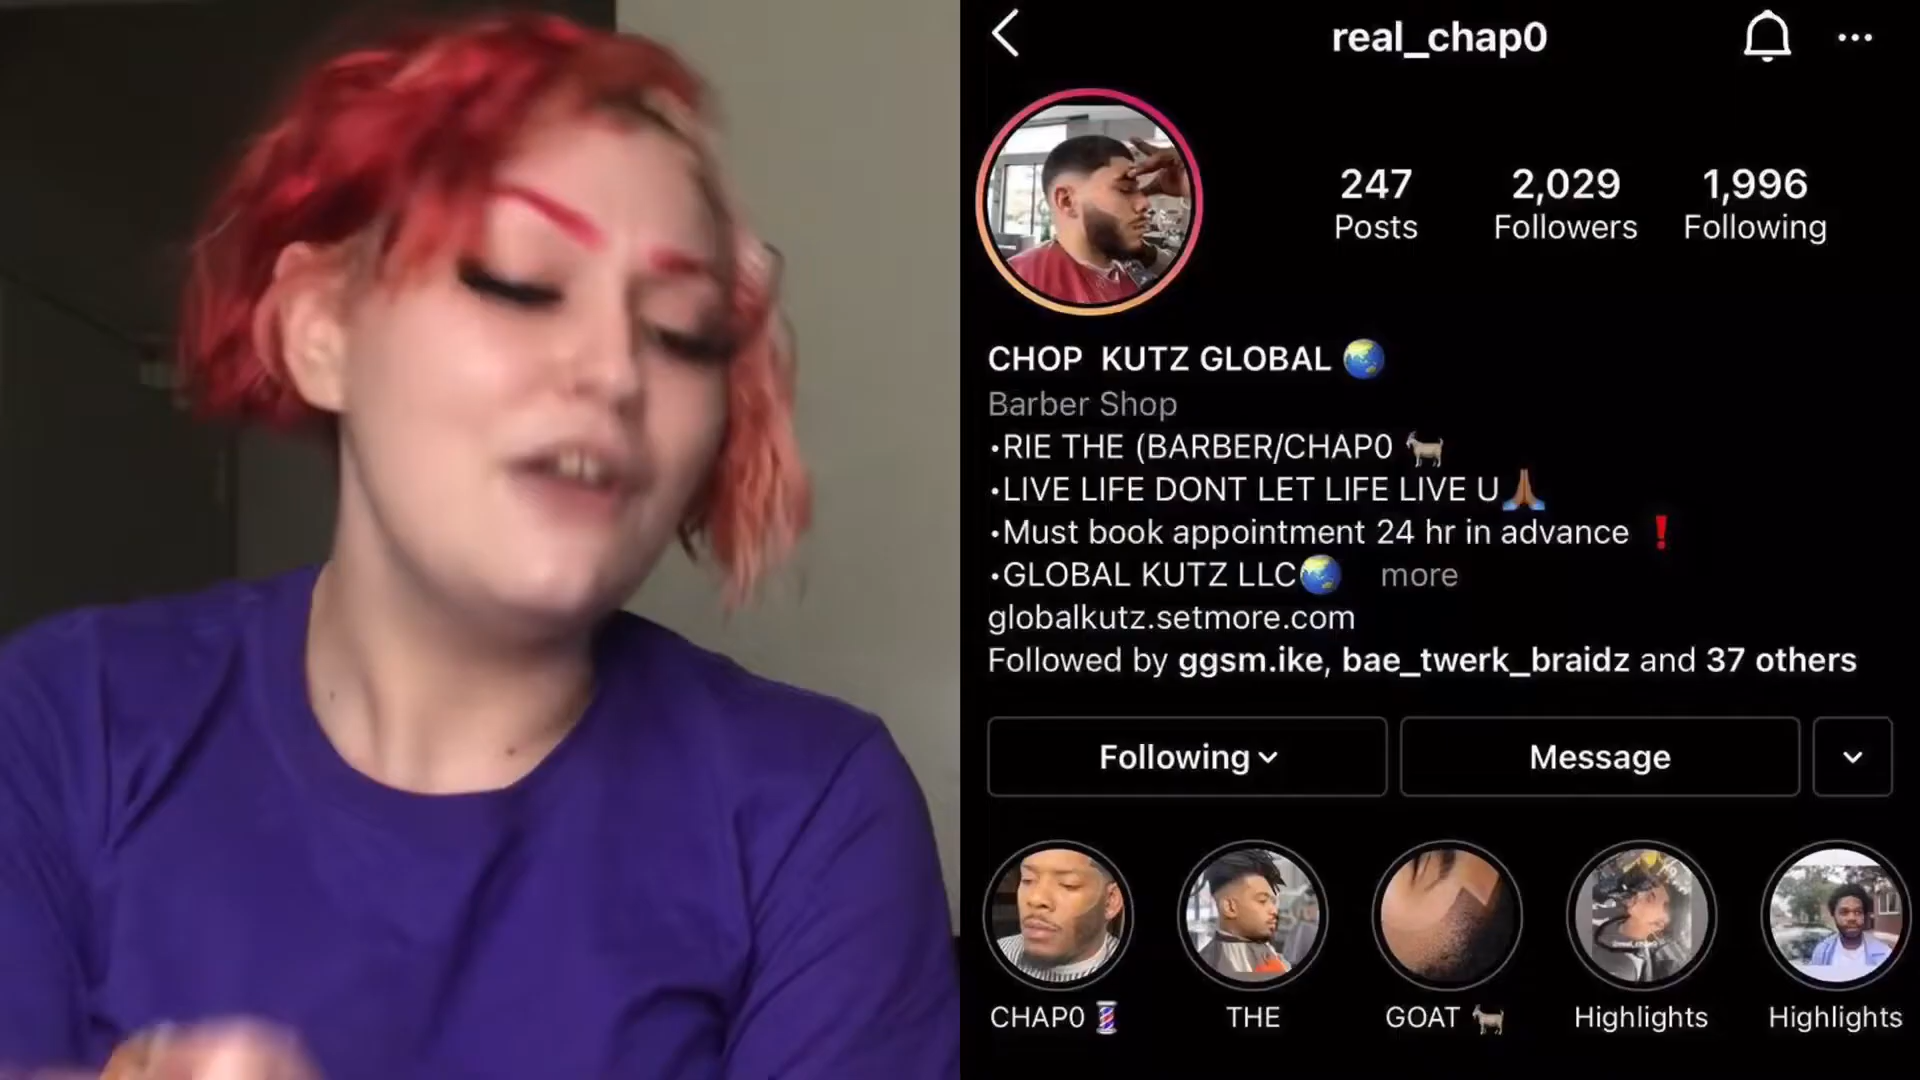 real_chap0
247
Posts
2,029
Followers
1,996
Following
CHOP KUTZ GLOBAL 🌏
Barber Shop
•RIE THE (BARBER/CHAP0 🐐
•LIVE LIFE DONT LET LIFE LIVE U🙏🏾
•Must book appointment 24 hr in advance ❗
•GLOBAL KUTZ LLC🌏 more
globalkutz.setmore.com
Followed by ggsm.ike, bae_twerk_braidz and 37 others
Following
Message
CHAP0 💈
THE
GOAT 🐐
Highlights
Highlights